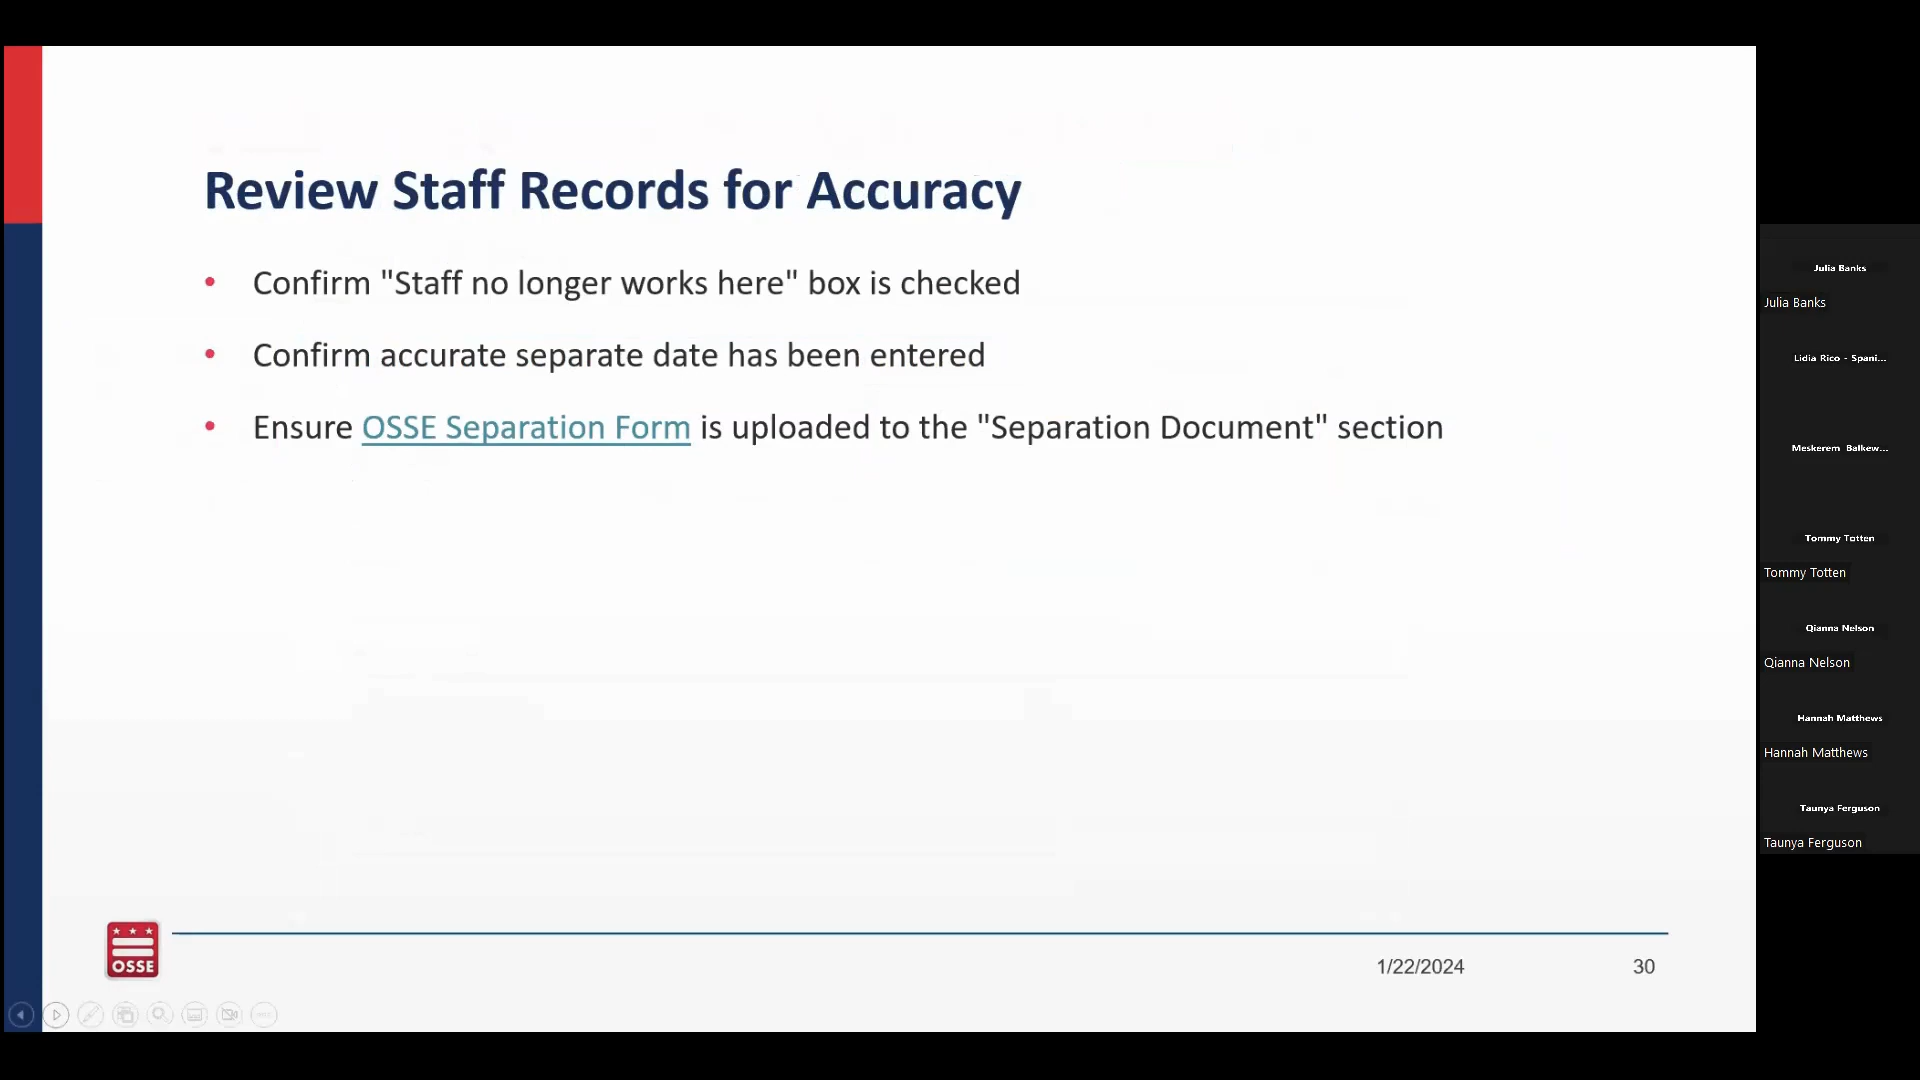 Review Staff Records for Accuracy
• Confirm "Staff no longer works here" box is checked
• Confirm accurate separate date has been entered
• Ensure OSSE Separation Form is uploaded to the "Separation Document" section
OSSE
1/22/2024
30
Julia Banks
Julia Banks
Lidia Rico - Spani...
Meskerem Balkew...
Tommy Totten
Tommy Totten
Qianna Nelson
Qianna Nelson
Hannah Matthews
Hannah Matthews
Taunya Ferguson
Taunya Ferguson